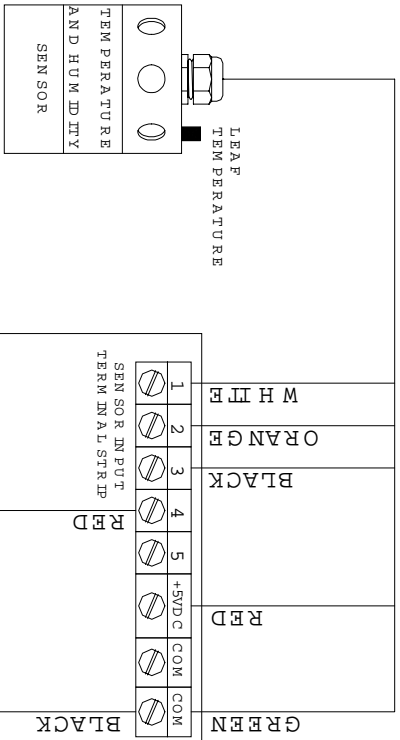 TEMPERATURE
AND HUMIDITY
SENSOR
LEAF
TEMPERATURE
SENSOR INPUT
TERMINAL STRIP
1
2
3
4
5
+5VDC
COM
COM
WHITE
ORANGE
BLACK
RED
RED
BLACK
GREEN